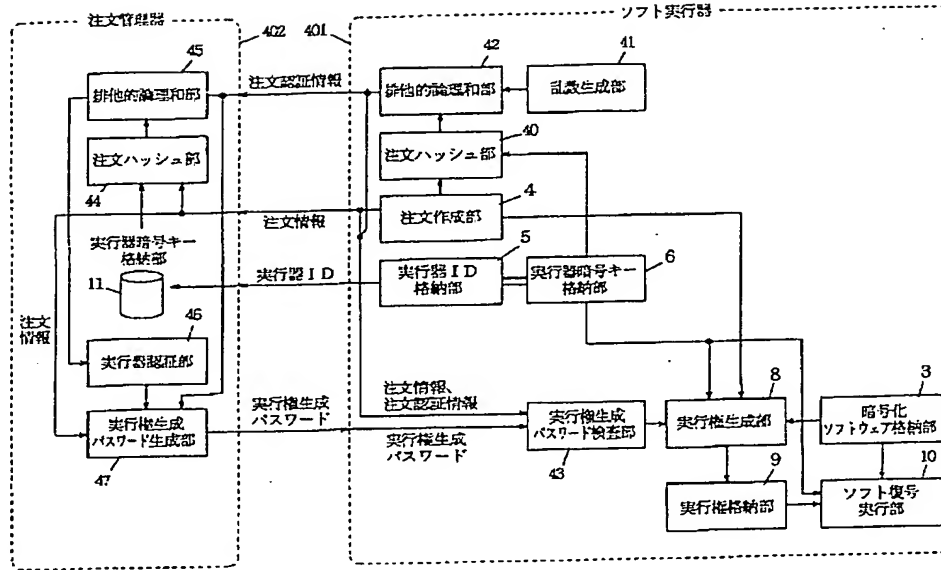 注文管理器
402
401
ソフト実行器
45
排他的論理和部
注文認証情報
42
排他的論理和部
41
乱数生成部
注文ハッシュ部
44
40
注文ハッシュ部
注文情報
4
注文作成部
実行器暗号キー
格納部
11
実行器ID
5
実行器ID
格納部
実行器暗号キー
格納部
6
注文
情報
46
実行器認証部
実行権生成
パスワード生成部
47
実行権生成
パスワード
注文情報、
注文認証情報
実行権生成
パスワード
実行権生成
パスワード検査部
43
8
実行権生成部
3
暗号化
ソフトウェア格納部
9
実行権格納部
10
ソフト復号
実行部